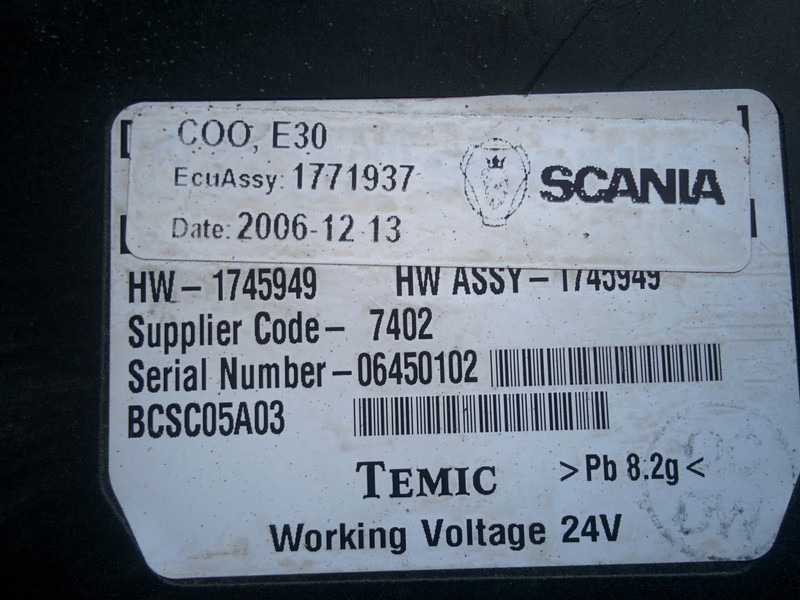 COO, E30
EcuAssy: 1771937
SCANIA
Date: 2006-12-13
HW - 1745949 HW ASSY - 1745949
Supplier Code - 7402
Serial Number - 06450102
BCSC05A03
TEMIC >Pb 8.2g<
Working Voltage 24V